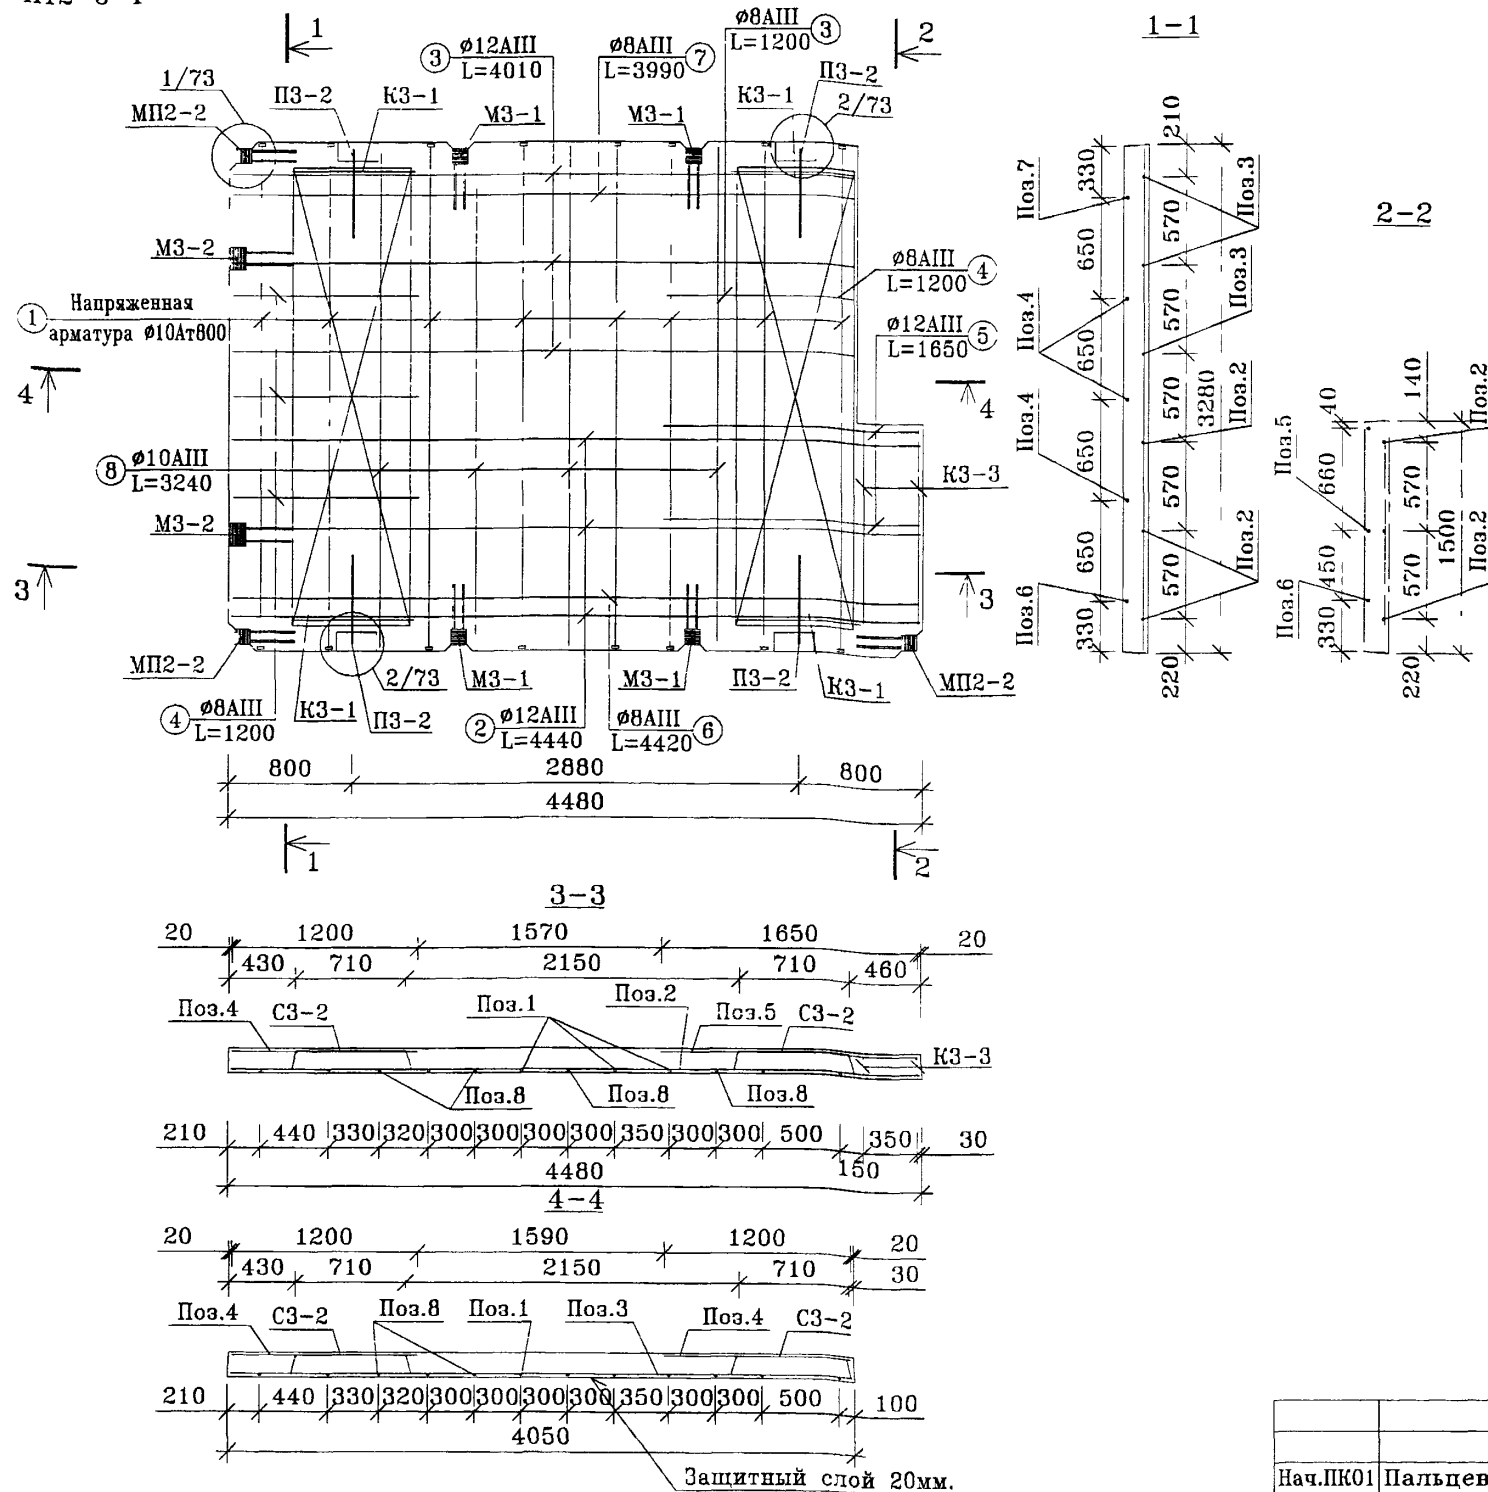 1
2
1-1
③ ø12АIII L=4010
ø8АIII L=3990 ⑦
ø8АIII L=1200 ③
1/73
МП2-2
П3-2
К3-1
М3-1
М3-1
К3-1
П3-2
2/73
М3-2
① Напряженная
арматура ø10Ат800
ø8АIII L=1200 ④
ø12АIII L=1650 ⑤
4
4
⑧ ø10АIII L=3240
К3-3
М3-2
3
3
МП2-2
2/73
М3-1
М3-1
П3-2
К3-1
МП2-2
④ ø8АIII L=1200
К3-1
П3-2
② ø12АIII L=4440
ø8АIII L=4420 ⑥
800 2880 800
4480
1
2
210
330
Поз.7
Поз.3
570
650
570
Поз.3
Поз.4
650
570
3280
Поз.2
Поз.4
650
570
650
570
Поз.2
Поз.6
330
220
2-2
40
140
Поз.2
Поз.5
660
570
1500
Поз.2
450
570
Поз.6
330
220
3-3
20 1200 1570 1650 20
430 710 2150 710 460
Поз.4 С3-2 Поз.1 Поз.2 Поз.5 С3-2
К3-3
Поз.8 Поз.8 Поз.8
210 440 330 320 300 300 300 300 350 300 300 500 350 30
4480 150
4-4
20 1200 1590 1200 20
430 710 2150 710 30
Поз.4 С3-2 Поз.8 Поз.1 Поз.3 Поз.4 С3-2
210 440 330 320 300 300 300 300 350 300 300 500 100
4050
Защитный слой 20мм.
Нач.ПК01 Пальцев